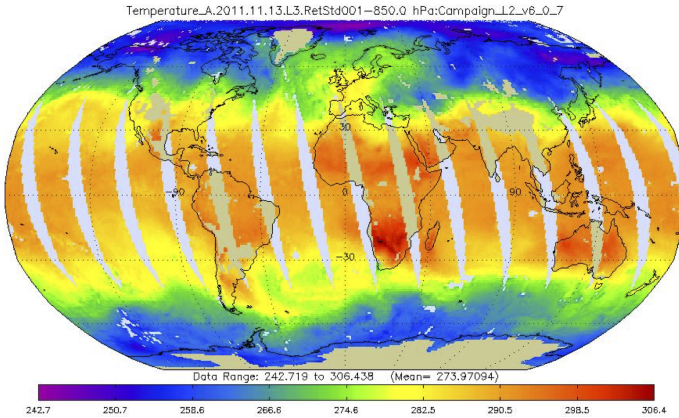 Temperature_A.2011.11.13.L3.RetStd001-850.0 hPa:Campaign_L2_v6_0_7
30
-90
0
90
-30
Data Range: 242.719 to 306.438 (Mean= 273.97094
242.7 250.7 258.6 266.6 274.6 282.5 290.5 298.5 306.4